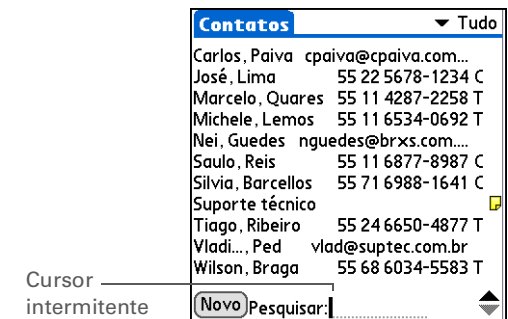 Contatos Tudo
Carlos, Paiva cpaiva@cpaiva.com...
José, Lima 55 22 5678-1234 C
Marcelo, Quares 55 11 4287-2258 T
Michele, Lemos 55 11 6534-0692 T
Nei, Guedes nguedes@brxs.com....
Saulo, Reis 55 11 6877-8987 C
Silvia, Barcellos 55 71 6988-1641 C
Suporte técnico
Tiago, Ribeiro 55 24 6650-4877 T
Vladi..., Ped vlad@suptec.com.br
Wilson, Braga 55 68 6034-5583 T
Cursor
intermitente
Novo Pesquisar: